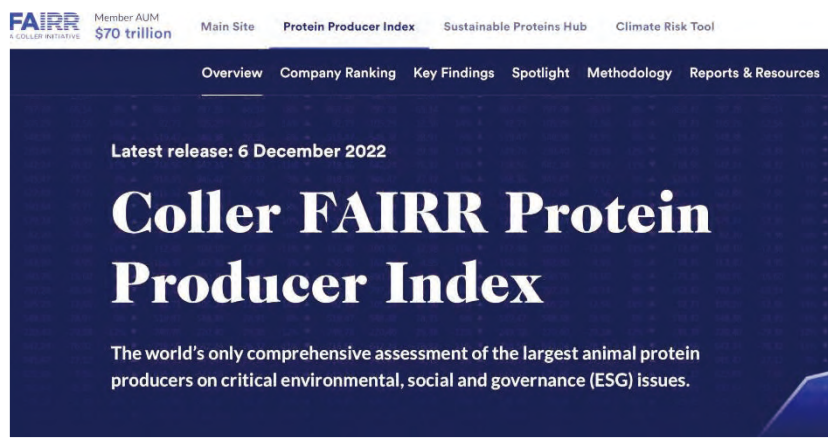 FAIRR
A COLLER INITIATIVE
Member AUM
$70 trillion
Main Site Protein Producer Index Sustainable Proteins Hub Climate Risk Tool
Overview Company Ranking Key Findings Spotlight Methodology Reports & Resources
Latest release: 6 December 2022
Coller FAIRR Protein
Producer Index
The world's only comprehensive assessment of the largest animal protein
producers on critical environmental, social and governance (ESG) issues.